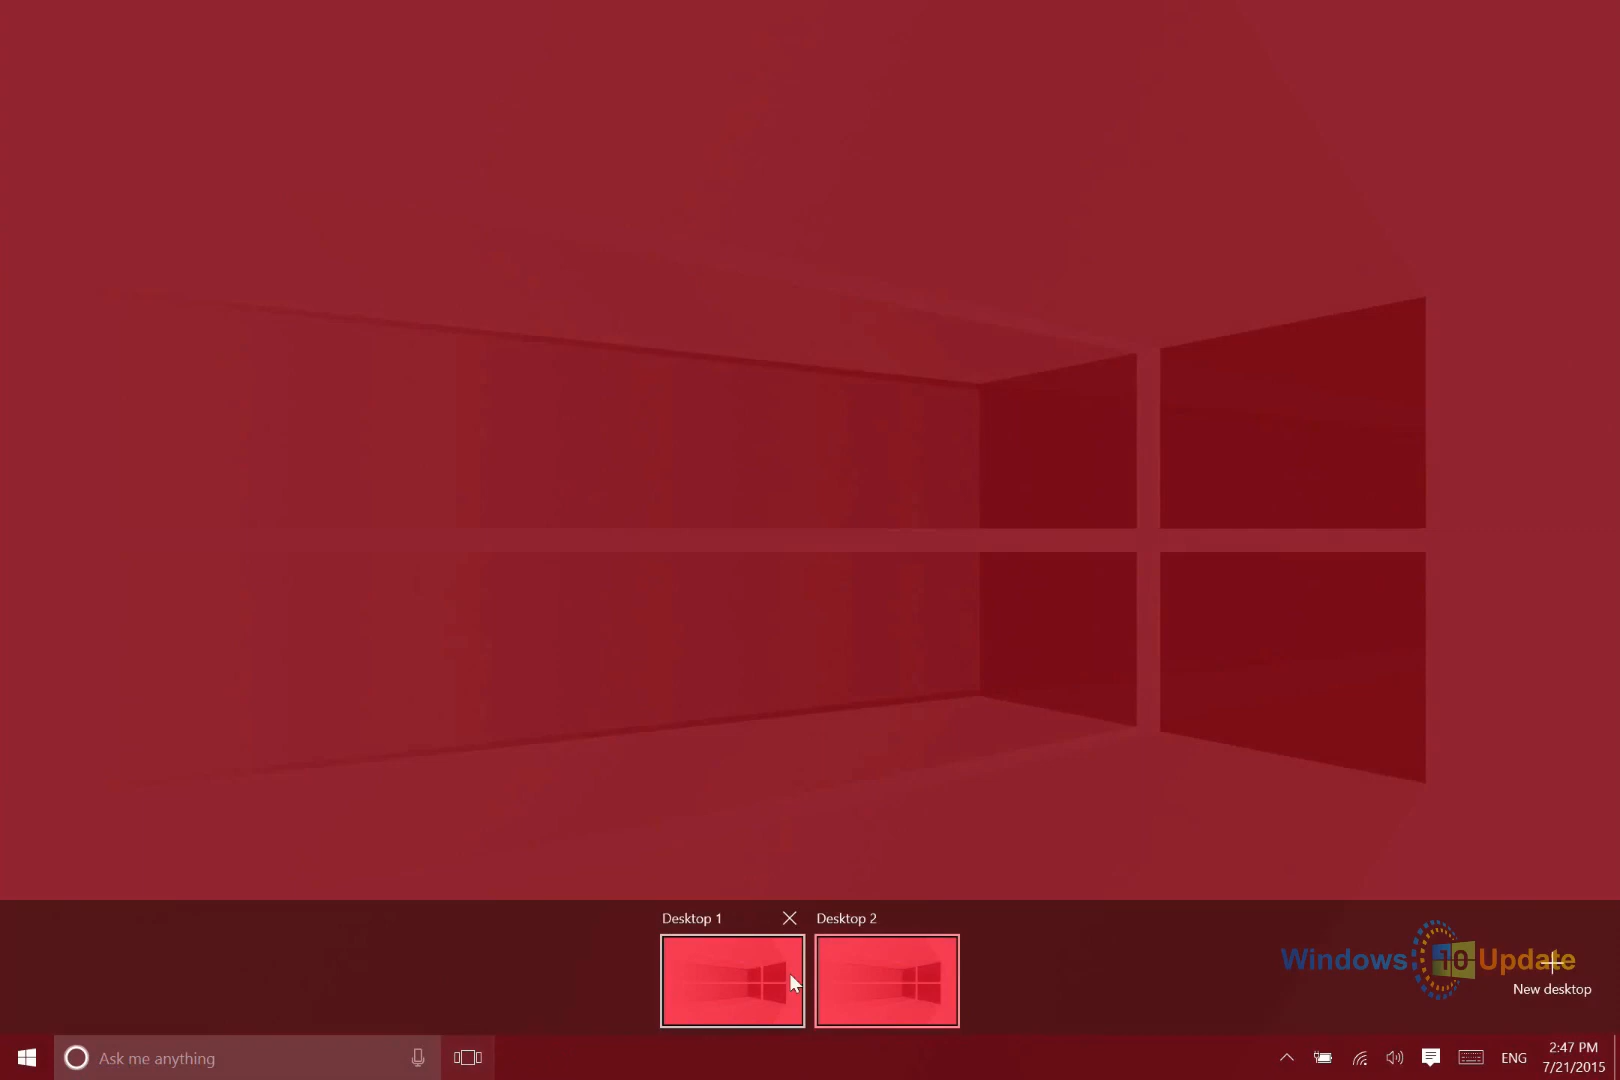 Desktop 1
Desktop 2
Windows 10 Update
New desktop
Ask me anything
ENG
2:47 PM
7/21/2015